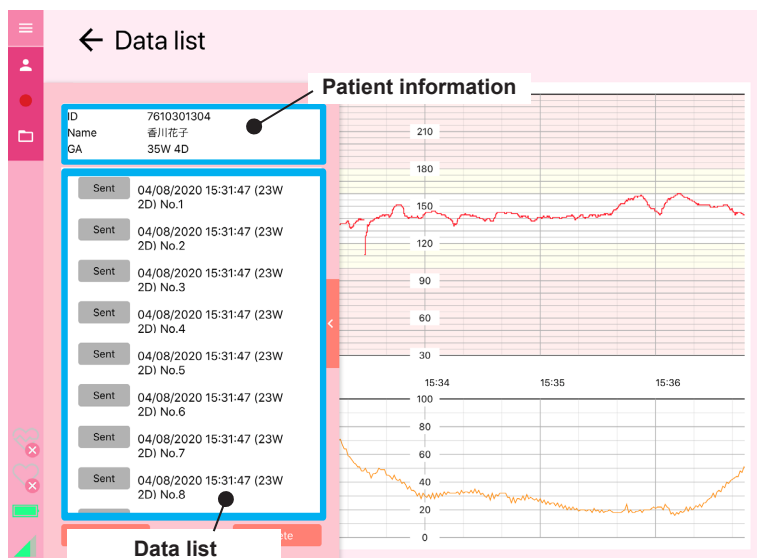 Data list
Patient information
ID 7610301304
Name 香川花子
GA 35W 4D
Sent 04/08/2020 15:31:47 (23W
2D) No.1
Sent 04/08/2020 15:31:47 (23W
2D) No.2
Sent 04/08/2020 15:31:47 (23W
2D) No.3
Sent 04/08/2020 15:31:47 (23W
2D) No.4
Sent 04/08/2020 15:31:47 (23W
2D) No.5
Sent 04/08/2020 15:31:47 (23W
2D) No.6
Sent 04/08/2020 15:31:47 (23W
2D) No.7
Sent 04/08/2020 15:31:47 (23W
2D) No.8
Data list
210
180
150
120
90
60
30
15:34 15:35 15:36
100
80
60
40
20
0